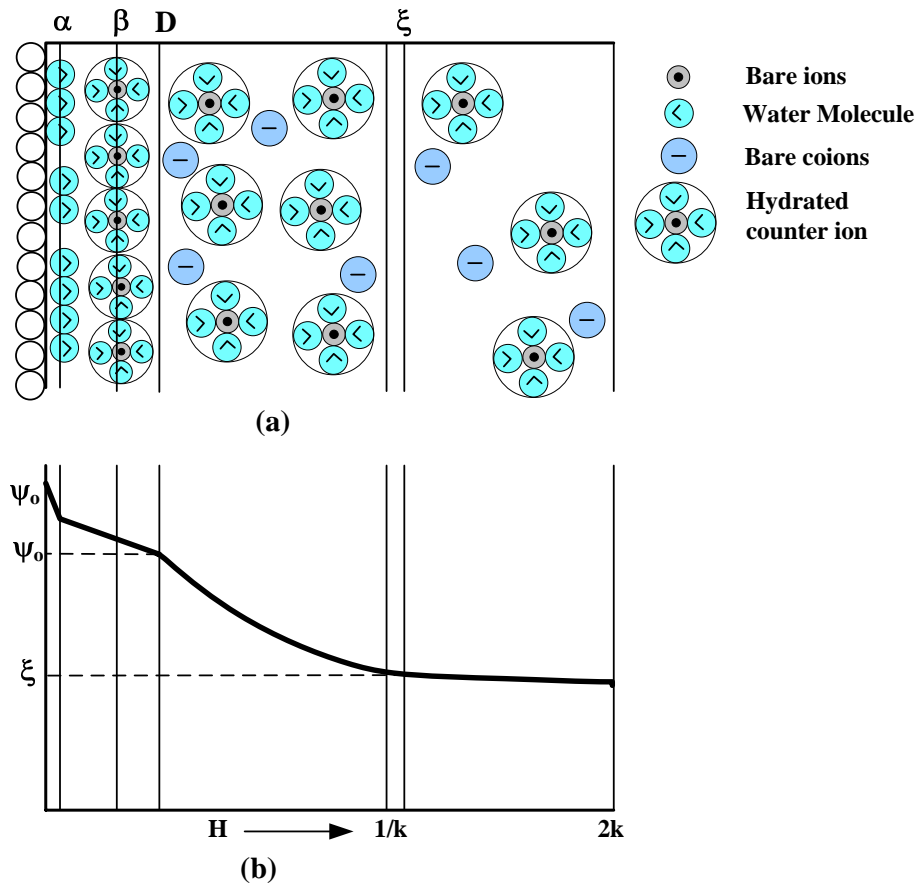 α β D ξ
Bare ions
Water Molecule
Bare coions
Hydrated
counter ion
(a)
ψo
ψo
ξ
H 1/k 2k
(b)